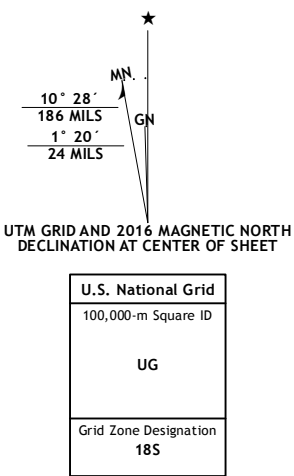 ★
MN
10° 28´
186 MILS
GN
1° 20´
24 MILS
UTM GRID AND 2016 MAGNETIC NORTH
DECLINATION AT CENTER OF SHEET
U.S. National Grid
100,000-m Square ID
UG
Grid Zone Designation
18S